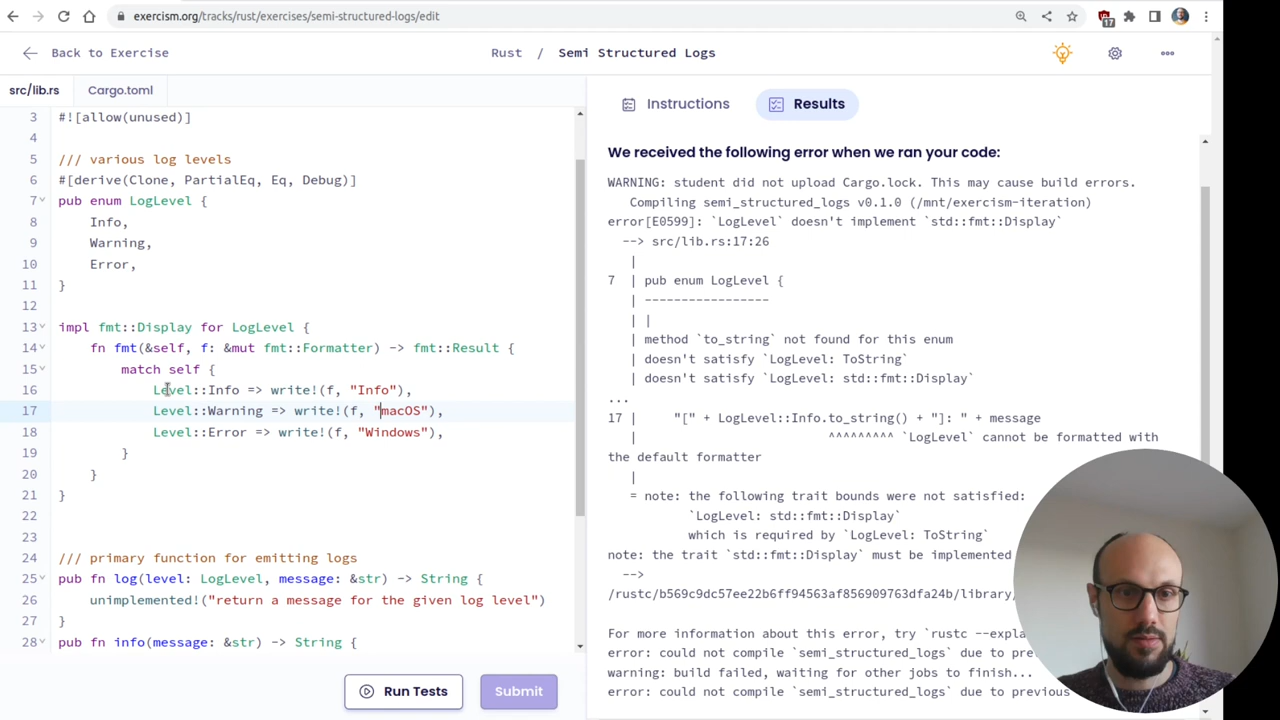 exercism.org/tracks/rust/exercises/semi-structured-logs/edit
17
Back to Exercise
Rust / Semi Structured Logs
src/lib.rs Cargo.toml
3 #![allow(unused)]
4
5 /// various log levels
6 #[derive(Clone, PartialEq, Eq, Debug)]
7 pub enum LogLevel {
8 Info,
9 Warning,
10 Error,
11 }
12
13 impl fmt::Display for LogLevel {
14 fn fmt(&self, f: &mut fmt::Formatter) -> fmt::Result {
15 match self {
16 Level::Info => write!(f, "Info"),
17 Level::Warning => write!(f, "macOS"),
18 Level::Error => write!(f, "Windows"),
19 }
20 }
21 }
22
23
24 /// primary function for emitting logs
25 pub fn log(level: LogLevel, message: &str) -> String {
26 unimplemented!("return a message for the given log level")
27 }
28 pub fn info(message: &str) -> String {
Run Tests
Submit
Instructions
Results
We received the following error when we ran your code:
WARNING: student did not upload Cargo.lock. This may cause build errors.
Compiling semi_structured_logs v0.1.0 (/mnt/exercism-iteration)
error[E0599]: `LogLevel` doesn't implement `std::fmt::Display`
--> src/lib.rs:17:26
|
7 | pub enum LogLevel {
| -----------------
| |
| method `to_string` not found for this enum
| doesn't satisfy `LogLevel: ToString`
| doesn't satisfy `LogLevel: std::fmt::Display`
...
17 | "[" + LogLevel::Info.to_string() + "]: " + message
| ^^^^^^^^^ `LogLevel` cannot be formatted with
the default formatter
|
= note: the following trait bounds were not satisfied:
`LogLevel: std::fmt::Display`
which is required by `LogLevel: ToString`
note: the trait `std::fmt::Display` must be implemented
-->
/rustc/b569c9dc57ee22b6ff94563af856909763dfa24b/library/
For more information about this error, try `rustc --expla
error: could not compile `semi_structured_logs` due to pre
warning: build failed, waiting for other jobs to finish...
error: could not compile `semi_structured_logs` due to previous